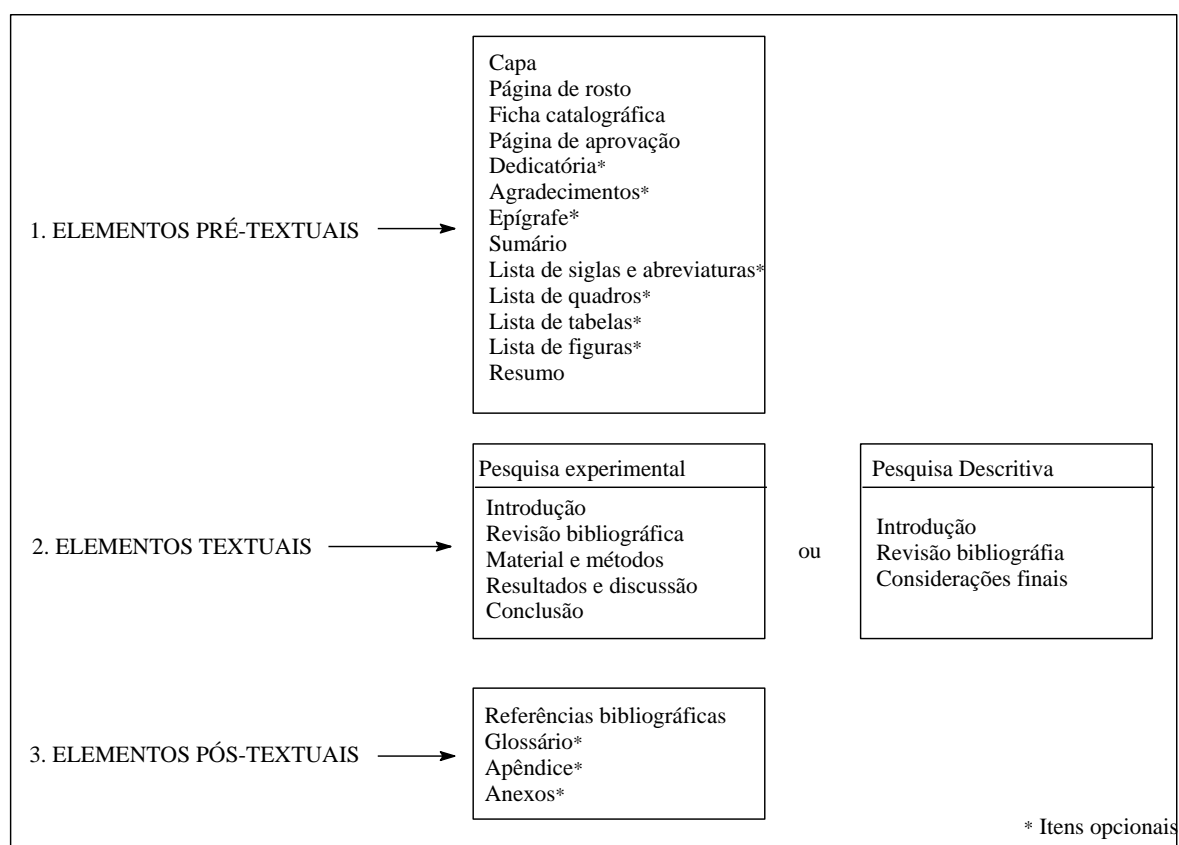 1. ELEMENTOS PRÉ-TEXTUAIS
Capa
Página de rosto
Ficha catalográfica
Página de aprovação
Dedicatória*
Agradecimentos*
Epígrafe*
Sumário
Lista de siglas e abreviaturas*
Lista de quadros*
Lista de tabelas*
Lista de figuras*
Resumo
2. ELEMENTOS TEXTUAIS
Pesquisa experimental
Introdução
Revisão bibliográfica
Material e métodos
Resultados e discussão
Conclusão
ou
Pesquisa Descritiva
Introdução
Revisão bibliográfia
Considerações finais
3. ELEMENTOS PÓS-TEXTUAIS
Referências bibliográficas
Glossário*
Apêndice*
Anexos*
* Itens opcionais